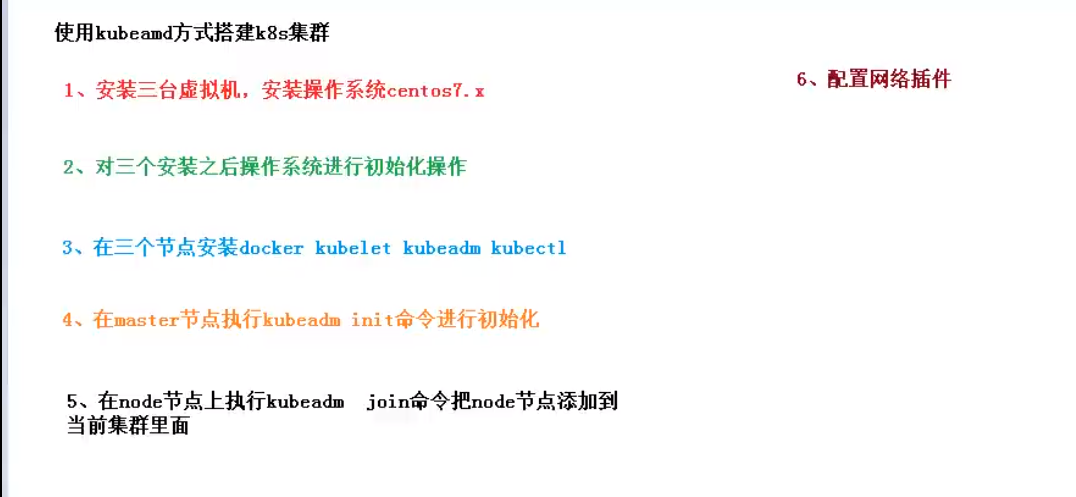 使用kubeamd方式搭建k8s集群
1、安装三台虚拟机，安装操作系统centos7.x
2、对三个安装之后操作系统进行初始化操作
3、在三个节点安装docker kubelet kubeadm kubectl
4、在master节点执行kubeadm init命令进行初始化
5、在node节点上执行kubeadm  join命令把node节点添加到
当前集群里面
6、配置网络插件